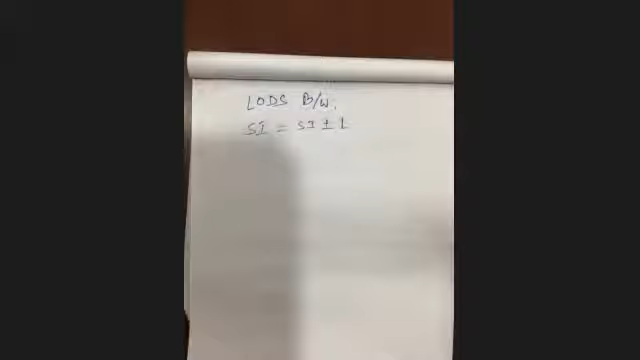 LODS B/W.
SI = SI ± 1